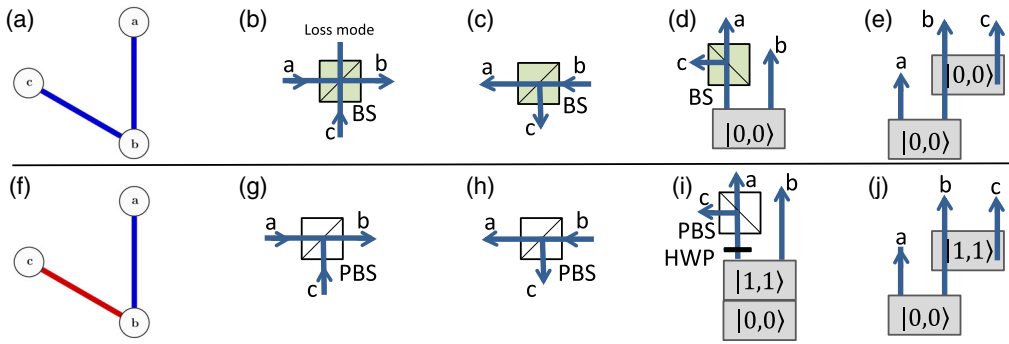 (a)
a
c
b
(b)
Loss mode
a
b
BS
c
(c)
a
b
BS
c
(d)
a
b
c
BS
|0,0⟩
(e)
b
c
a
|0,0⟩
|0,0⟩
(f)
a
c
b
(g)
a
b
PBS
c
(h)
a
b
PBS
c
(i)
a
b
c
PBS
HWP
|1,1⟩
|0,0⟩
(j)
b
c
a
|1,1⟩
|0,0⟩